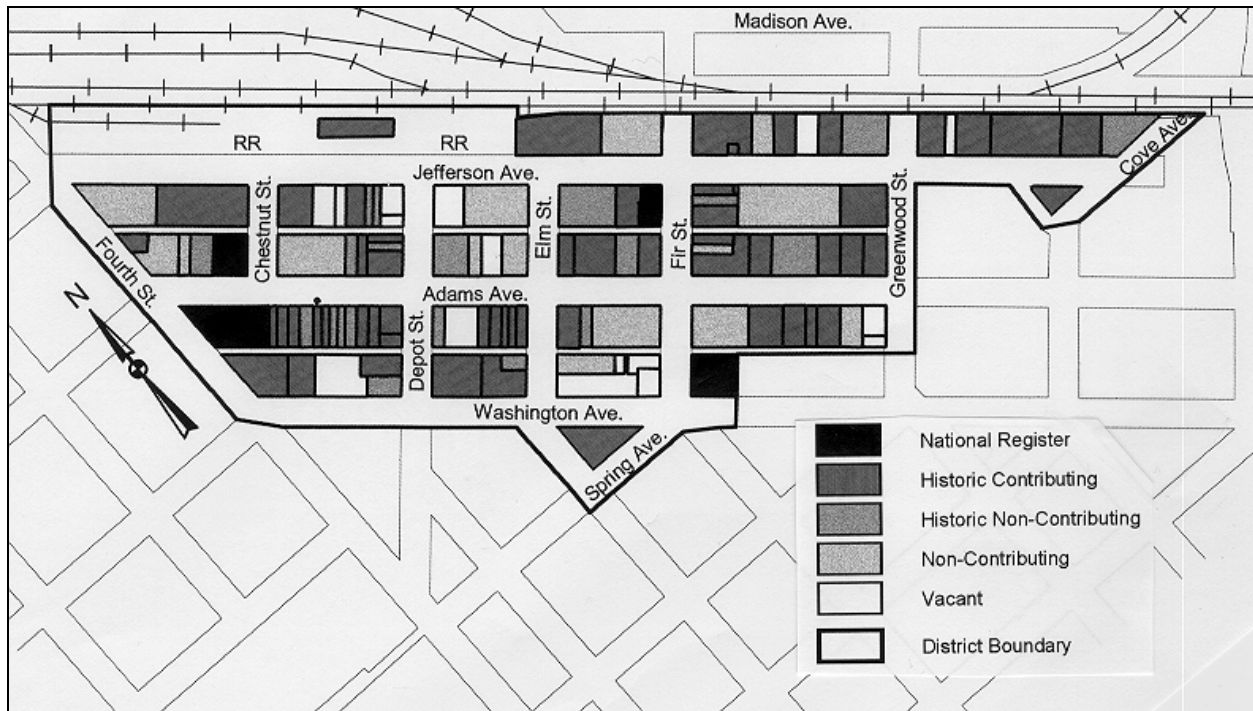 Madison Ave.
RR
RR
Jefferson Ave.
Cove Ave.
Chestnut St.
Elm St.
Fir St.
Greenwood St.
Fourth St.
N
Adams Ave.
Depot St.
Washington Ave.
Spring Ave.
National Register
Historic Contributing
Historic Non-Contributing
Non-Contributing
Vacant
District Boundary